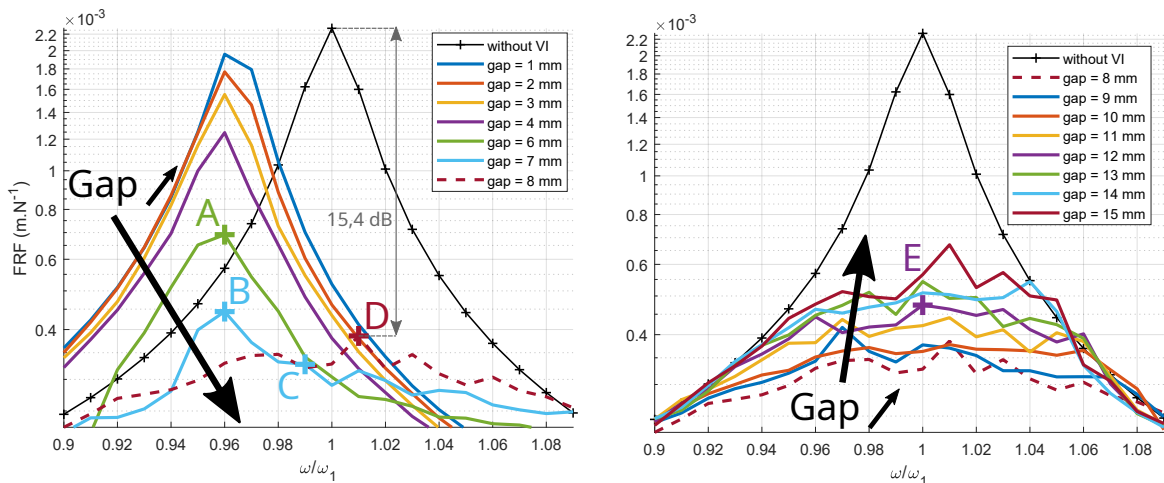 ×10⁻³
2.2
2
1.8
1.6
1.4
1.2
1
0.8
0.6
0.4
FRF (m.N⁻¹)
without VI
gap = 1 mm
gap = 2 mm
gap = 3 mm
gap = 4 mm
gap = 6 mm
gap = 7 mm
gap = 8 mm
15,4 dB
Gap
A
B
C
D
0.9 0.92 0.94 0.96 0.98 1 1.02 1.04 1.06 1.08
ω/ω₁
×10⁻³
2.2
2
1.8
1.6
1.4
1.2
1
0.8
0.6
0.4
without VI
gap = 8 mm
gap = 9 mm
gap = 10 mm
gap = 11 mm
gap = 12 mm
gap = 13 mm
gap = 14 mm
gap = 15 mm
E
Gap
0.9 0.92 0.94 0.96 0.98 1 1.02 1.04 1.06 1.08
ω/ω₁